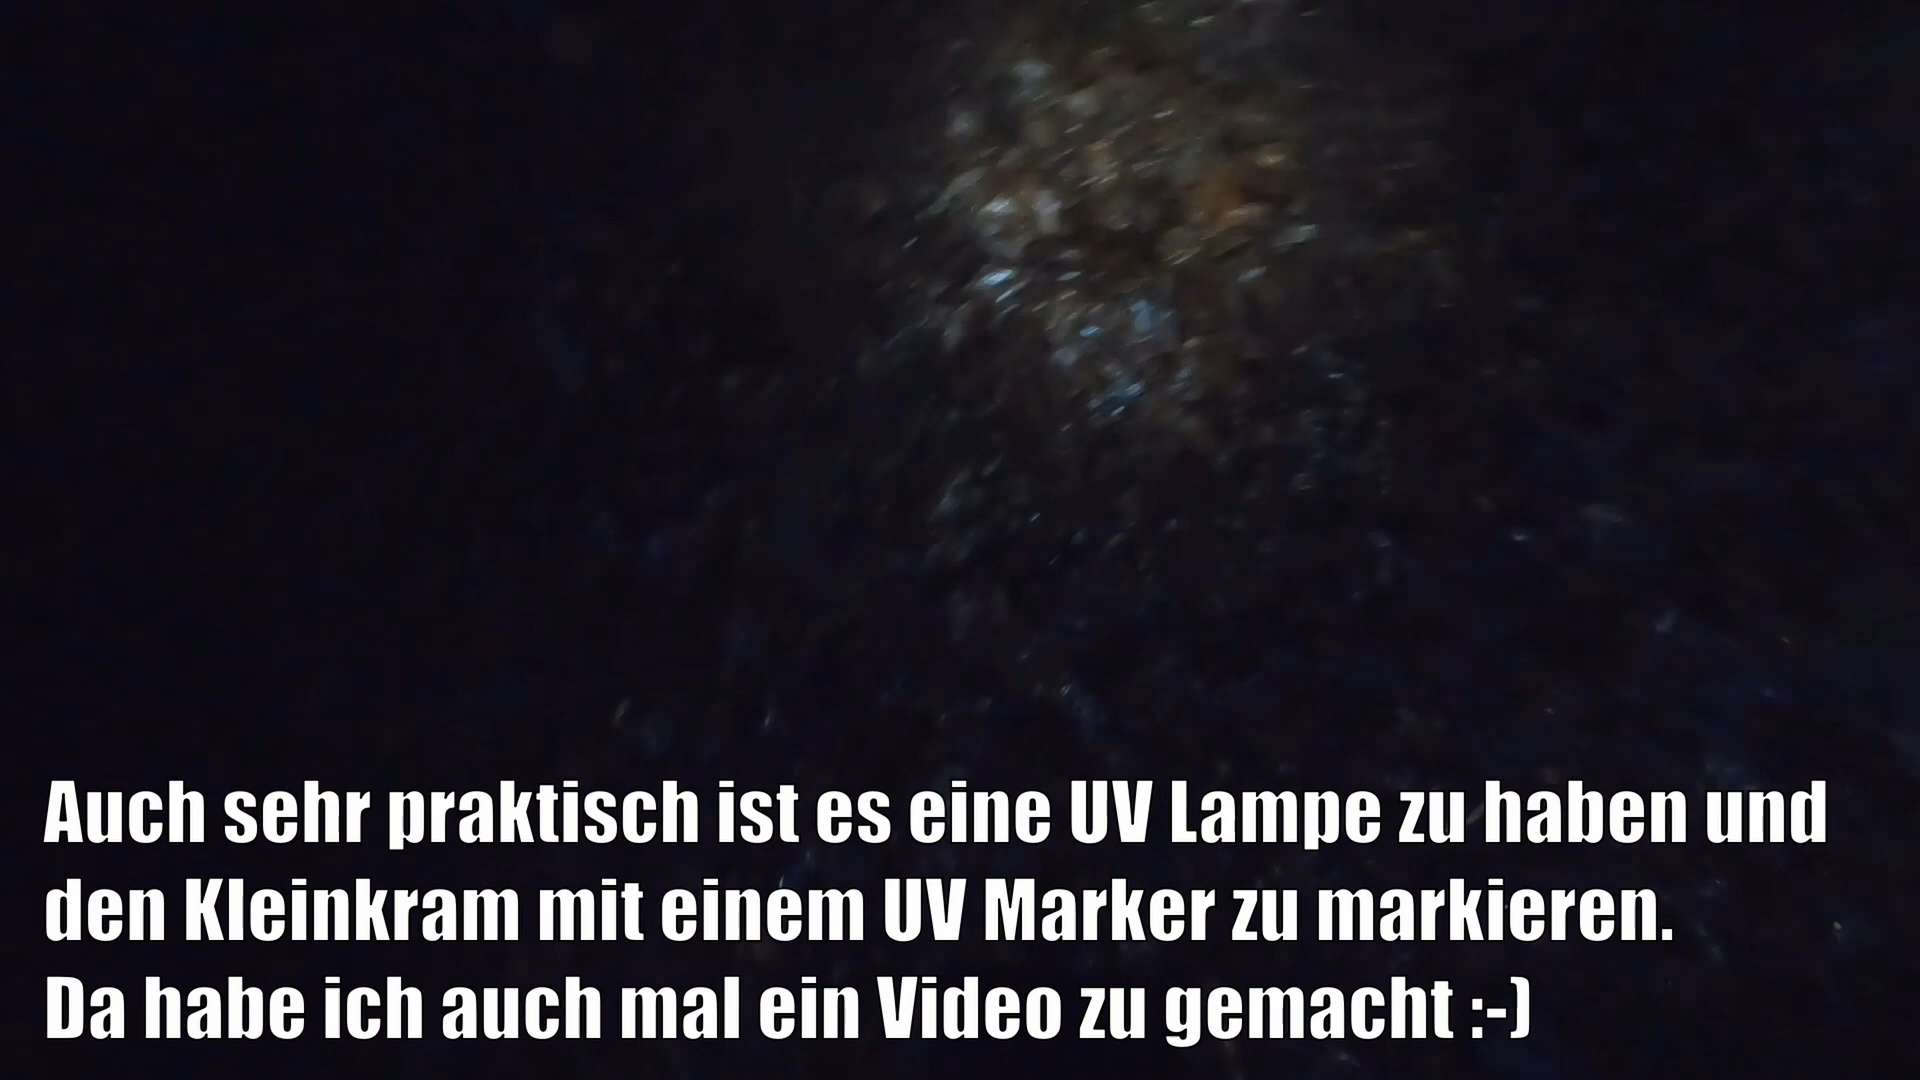 Auch sehr praktisch ist es eine UV Lampe zu haben und
den Kleinkram mit einem UV Marker zu markieren.
Da habe ich auch mal ein Video zu gemacht :-)